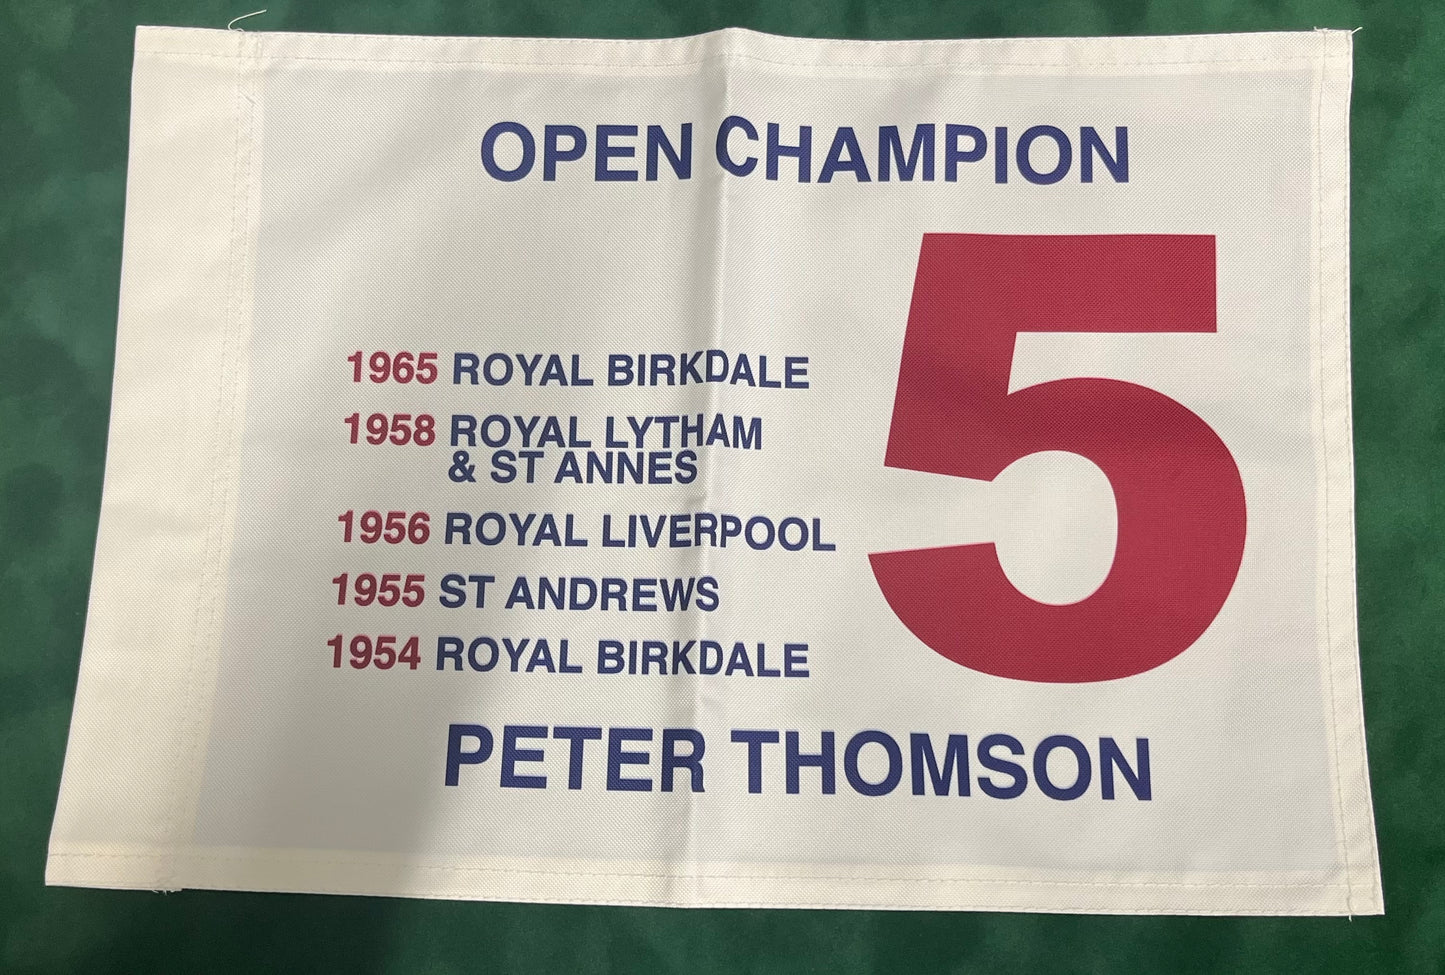 OPEN CHAMPION
5
1965 ROYAL BIRKDALE
1958 ROYAL LYTHAM
& ST ANNES
1956 ROYAL LIVERPOOL
1955 ST ANDREWS
1954 ROYAL BIRKDALE
PETER THOMSON